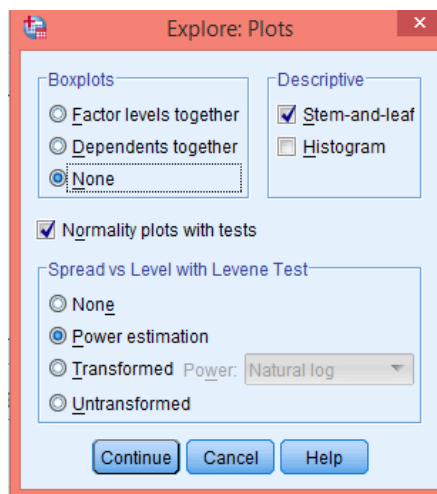 Explore: Plots
Boxplots
Factor levels together
Dependents together
None
Descriptive
Stem-and-leaf
Histogram
Normality plots with tests
Spread vs Level with Levene Test
None
Power estimation
Transformed Power: Natural log
Untransformed
Continue Cancel Help